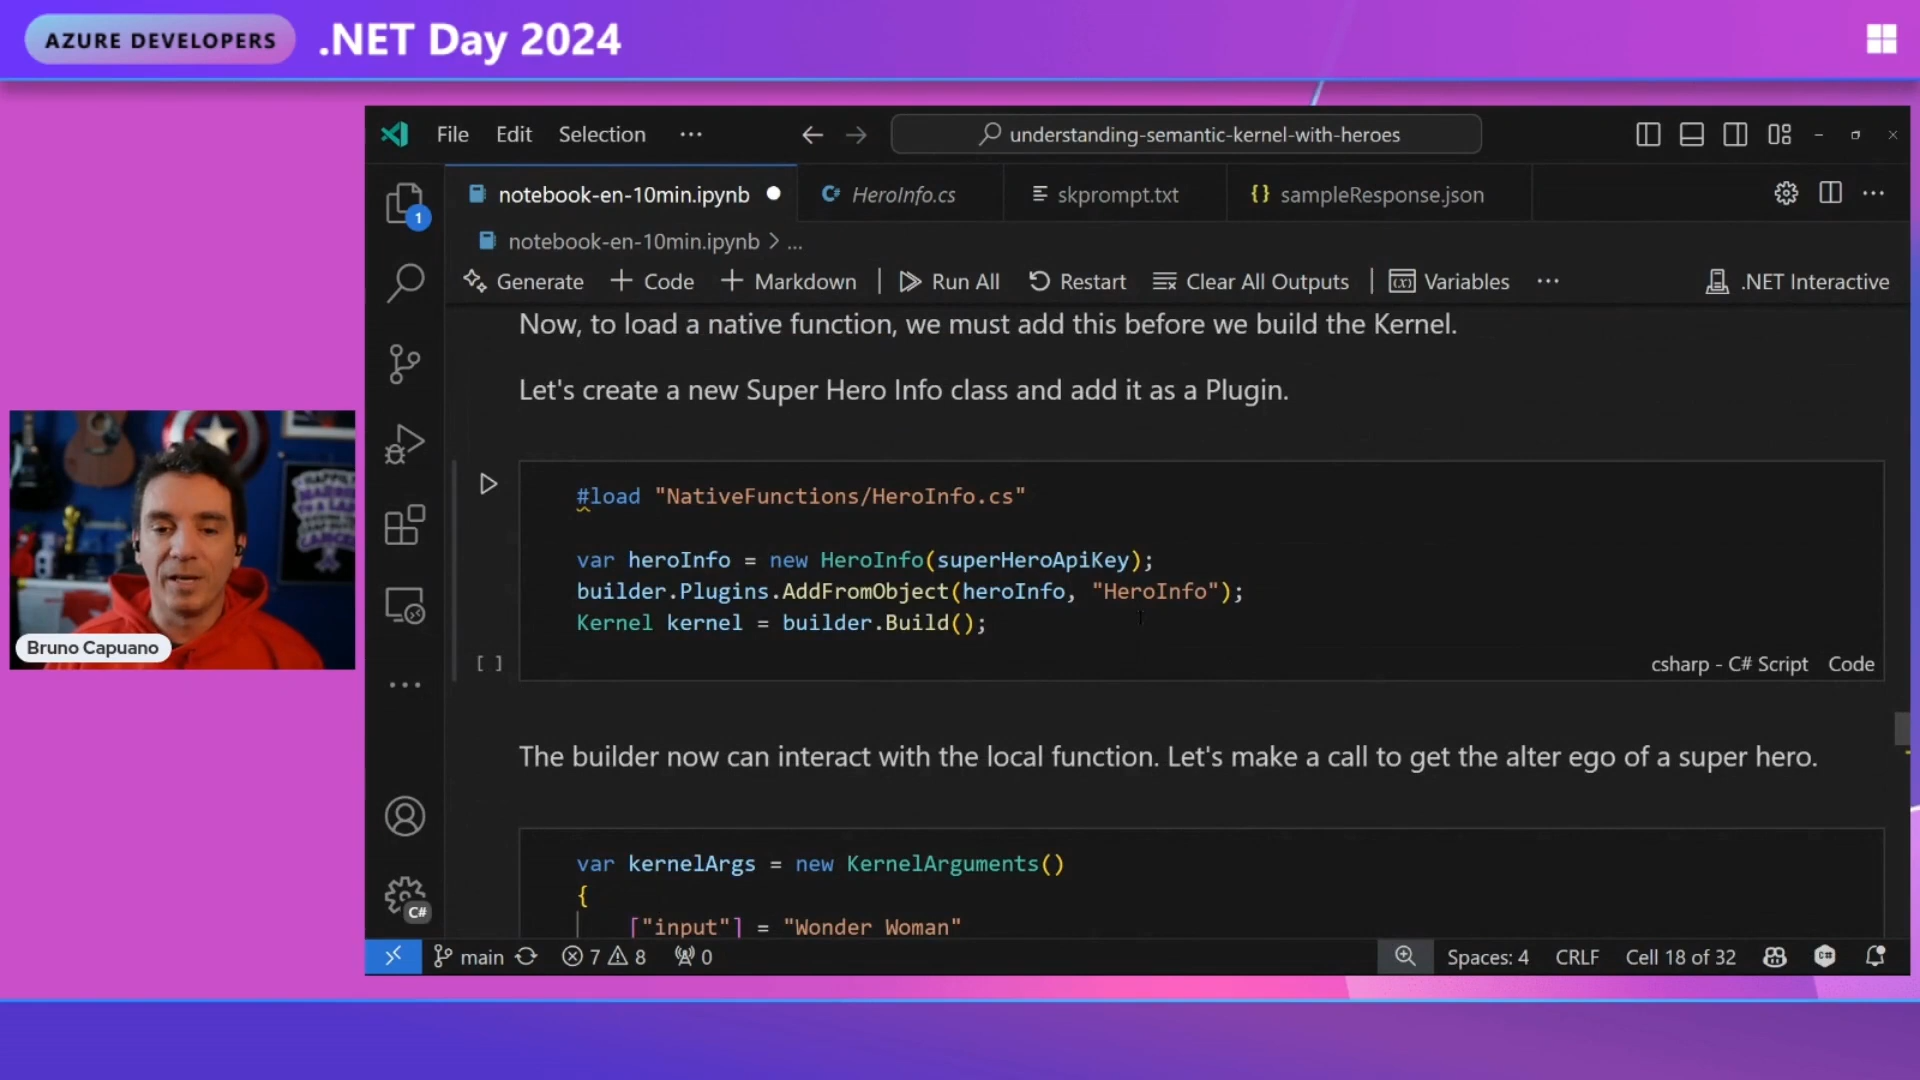 AZURE DEVELOPERS .NET Day 2024
File Edit Selection ··· understanding-semantic-kernel-with-heroes
notebook-en-10min.ipynb HeroInfo.cs skprompt.txt {} sampleResponse.json
1
notebook-en-10min.ipynb > ...
Generate + Code + Markdown | Run All Restart Clear All Outputs | Variables ··· .NET Interactive
Now, to load a native function, we must add this before we build the Kernel.
Let's create a new Super Hero Info class and add it as a Plugin.
#load "NativeFunctions/HeroInfo.cs"
var heroInfo = new HeroInfo(superHeroApiKey);
builder.Plugins.AddFromObject(heroInfo, "HeroInfo");
Kernel kernel = builder.Build();
[ ]
csharp - C# Script Code
Bruno Capuano
The builder now can interact with the local function. Let's make a call to get the alter ego of a super hero.
var kernelArgs = new KernelArguments()
{
["input"] = "Wonder Woman"
C#
main 7 8 0 Spaces: 4 CRLF Cell 18 of 32